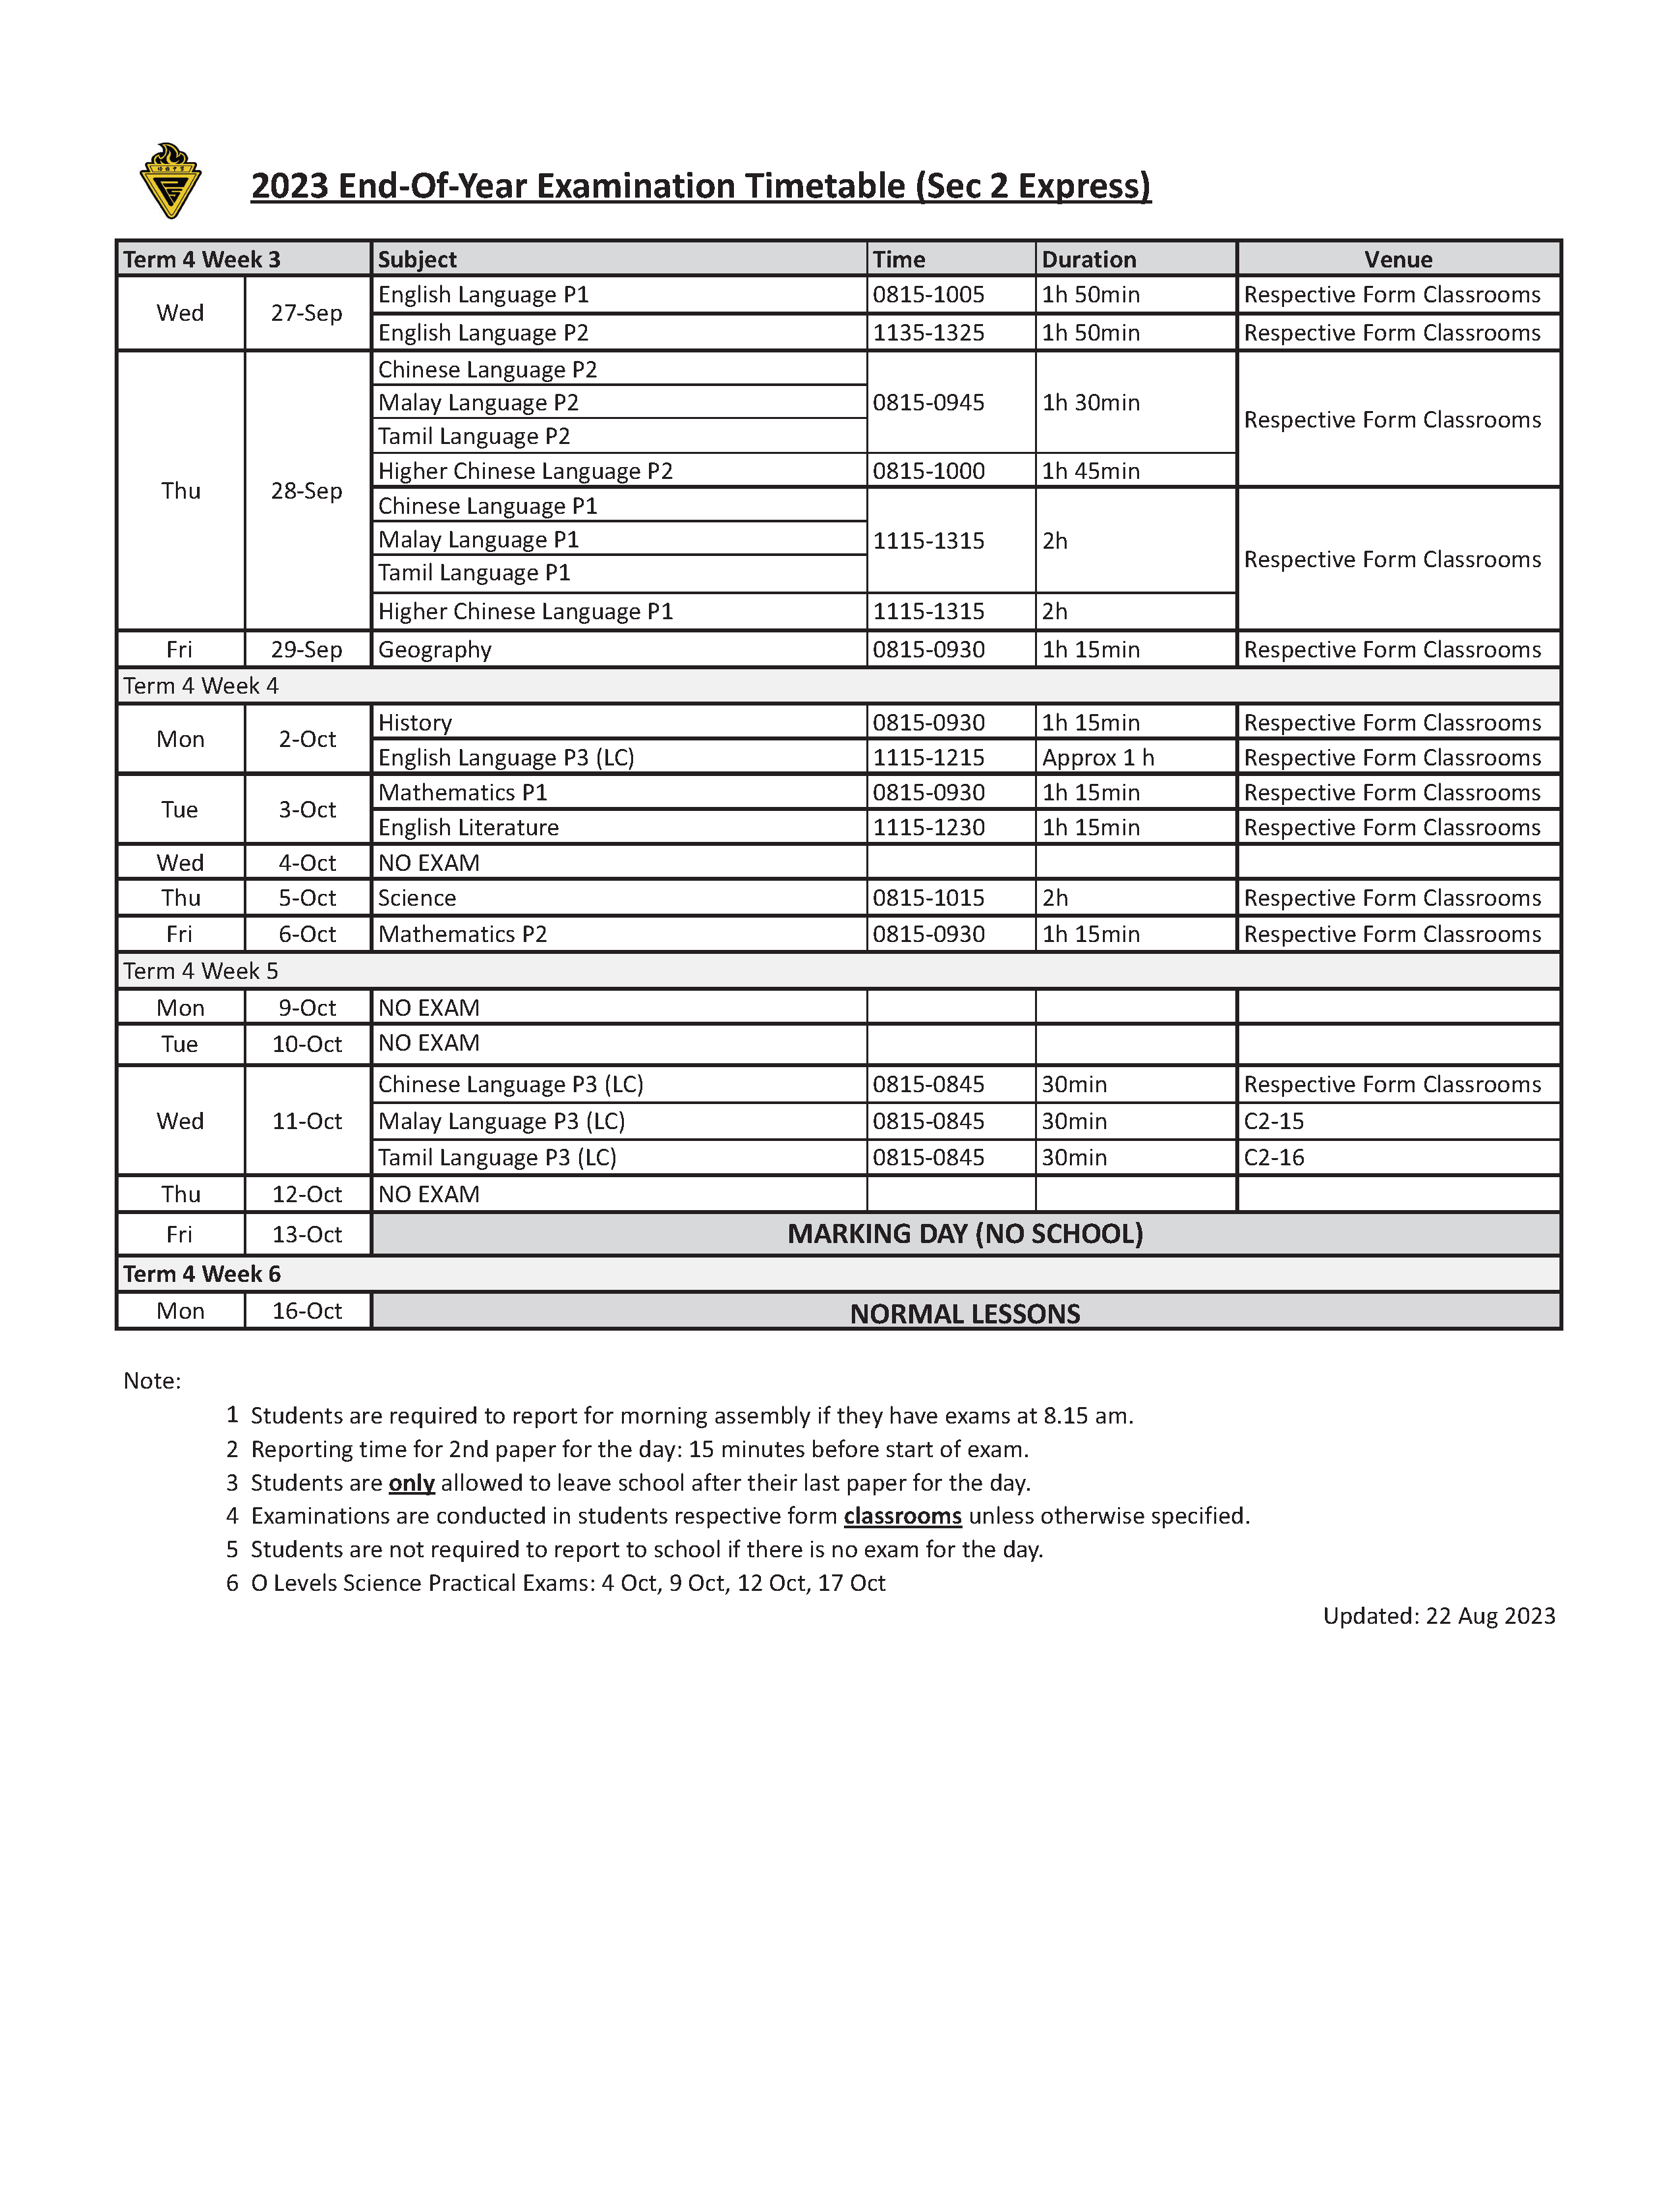 2023 End-Of-Year Examination Timetable (Sec 2 Express)
Term 4 Week 3 Subject Time Duration Venue
Wed 27-Sep English Language P1 0815-1005 1h 50min Respective Form Classrooms
English Language P2 1135-1325 1h 50min Respective Form Classrooms
Thu 28-Sep Chinese Language P2
Malay Language P2 0815-0945 1h 30min Respective Form Classrooms
Tamil Language P2
Higher Chinese Language P2 0815-1000 1h 45min
Chinese Language P1
Malay Language P1 1115-1315 2h Respective Form Classrooms
Tamil Language P1
Higher Chinese Language P1 1115-1315 2h
Fri 29-Sep Geography 0815-0930 1h 15min Respective Form Classrooms
Term 4 Week 4
Mon 2-Oct History 0815-0930 1h 15min Respective Form Classrooms
English Language P3 (LC) 1115-1215 Approx 1 h Respective Form Classrooms
Tue 3-Oct Mathematics P1 0815-0930 1h 15min Respective Form Classrooms
English Literature 1115-1230 1h 15min Respective Form Classrooms
Wed 4-Oct NO EXAM
Thu 5-Oct Science 0815-1015 2h Respective Form Classrooms
Fri 6-Oct Mathematics P2 0815-0930 1h 15min Respective Form Classrooms
Term 4 Week 5
Mon 9-Oct NO EXAM
Tue 10-Oct NO EXAM
Wed 11-Oct Chinese Language P3 (LC) 0815-0845 30min Respective Form Classrooms
Malay Language P3 (LC) 0815-0845 30min C2-15
Tamil Language P3 (LC) 0815-0845 30min C2-16
Thu 12-Oct NO EXAM
Fri 13-Oct MARKING DAY (NO SCHOOL)
Term 4 Week 6
Mon 16-Oct NORMAL LESSONS
Note:
1 Students are required to report for morning assembly if they have exams at 8.15 am.
2 Reporting time for 2nd paper for the day: 15 minutes before start of exam.
3 Students are only allowed to leave school after their last paper for the day.
4 Examinations are conducted in students respective form classrooms unless otherwise specified.
5 Students are not required to report to school if there is no exam for the day.
6 O Levels Science Practical Exams: 4 Oct, 9 Oct, 12 Oct, 17 Oct
Updated: 22 Aug 2023